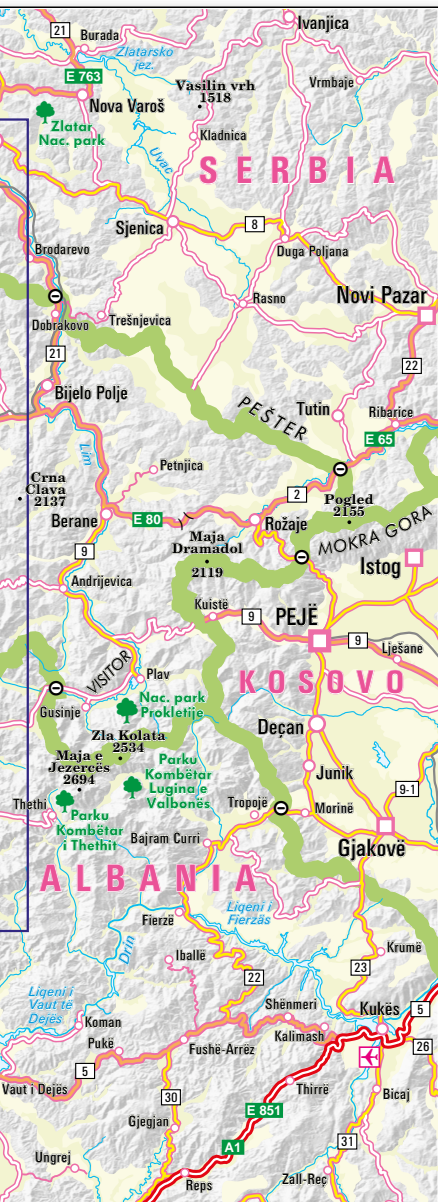 Ivanjica
21
Burada
Zlatarsko
jez.
E 763
Vrmbaje
Vasilin vrh
1518
Nova Varoš
Zlatar
Nac. park
Kladnica
Uvac
SERBIA
Sjenica
8
Duga Poljana
Brodarevo
Rasno
Novi Pazar
Dobrakovo
Trešnjevica
21
22
Bijelo Polje
PEŠTER
Tutin
Ribarice
E 65
Lim
Petnjica
Crna
Glava
2137
2
Pogled
2155
Berane
E 80
Rožaje
MOKRA GORA
Maja
Dramadol
2119
9
Istog
Andrijevica
Kuistë
9
PEJË
9
Lješane
VISITOR
Plav
KOSOVO
Nac. park
Prokletije
Gusinje
Deçan
Zla Kolata
2534
Maja e
Jezercës
2694
Parku
Kombëtar
Lugina e
Valbonës
Junik
9-1
Thethi
Parku
Kombëtar
i Thethit
Tropojë
Morinë
Bajram Curri
Gjakovë
ALBANIA
Liqeni i
Fierzäs
Fierzë
Drin
Krumë
Iballë
23
22
Liqeni i
Vaut të
Dejës
Shënmeri
Kukës
5
Koman
Kalimash
Pukë
Fushë-Arrëz
26
5
Vaut i Dejës
Thirrë
30
Bicaj
E 851
Gjegjan
31
A1
Ungrej
Reps
Zall-Reç